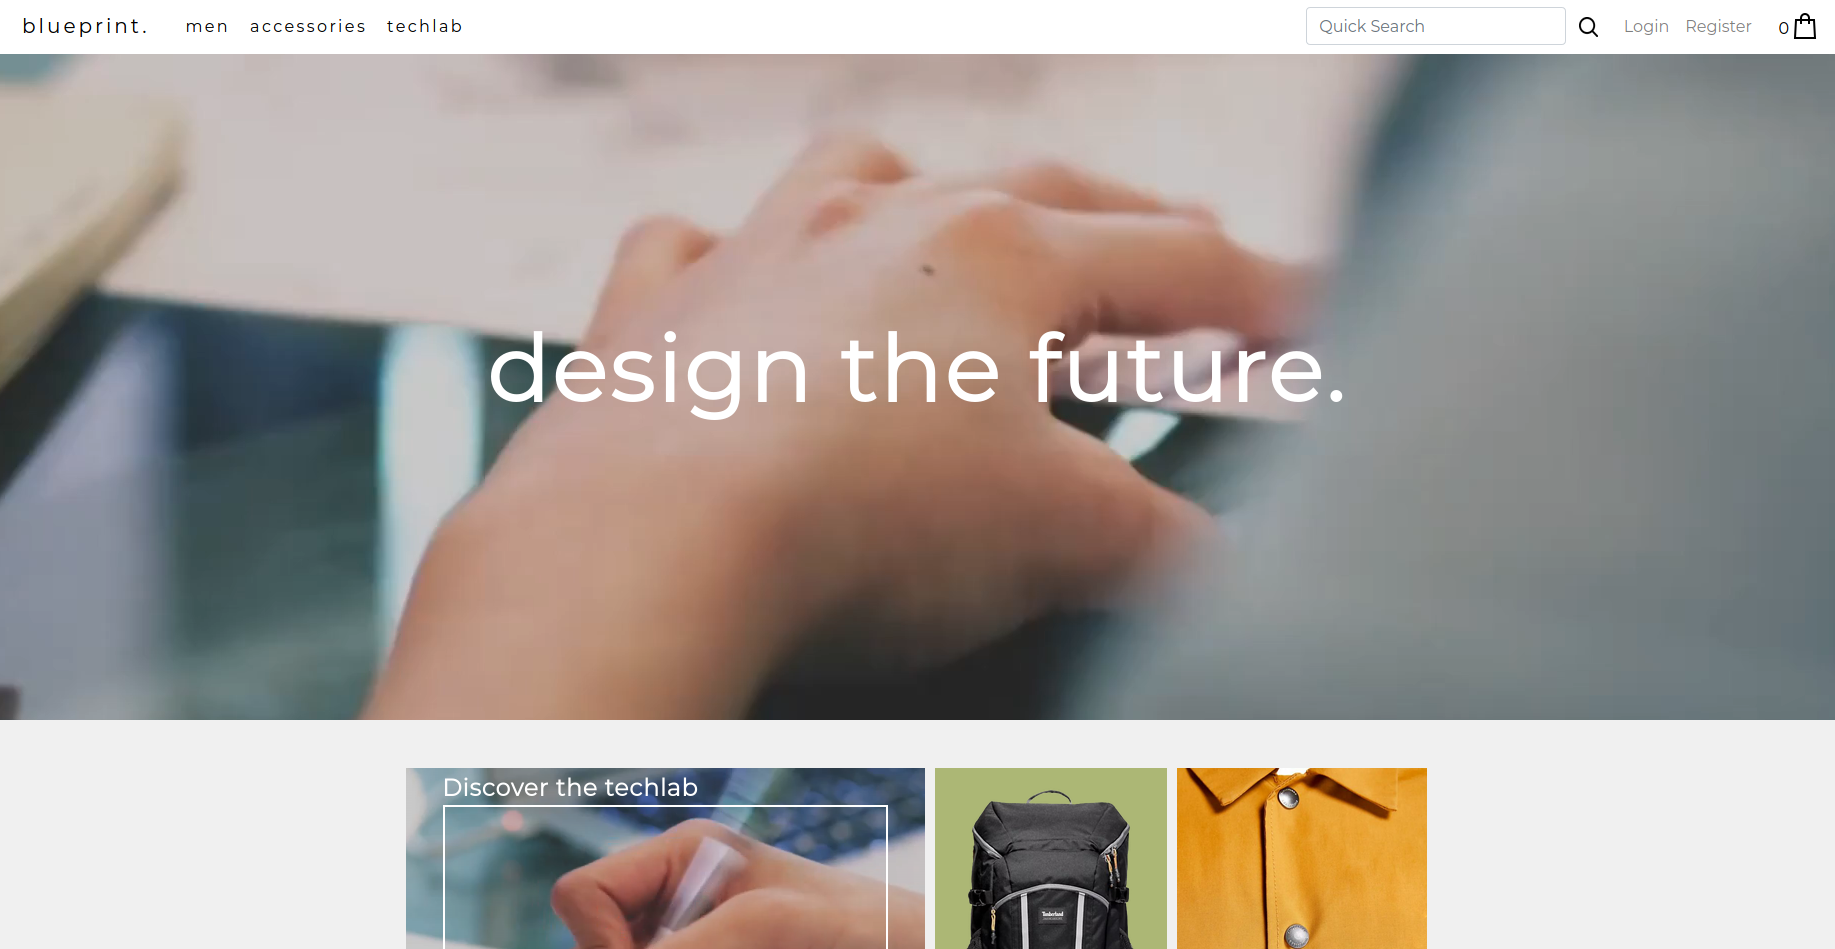 blueprint.
men accessories techlab
Quick Search
Login Register
0
design the future.
Discover the techlab
Timberland